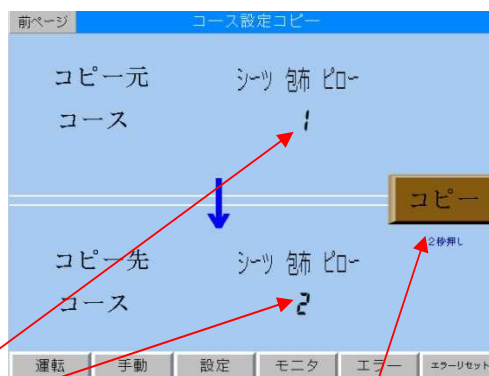 前ページ コース設定コピー
コピー元 シーツ 包布 ピロー
コース 1
コピー
2秒押し
コピー先 シーツ 包布 ピロー
コース 2
運転 手動 設定 モニタ エラー エラーリセット